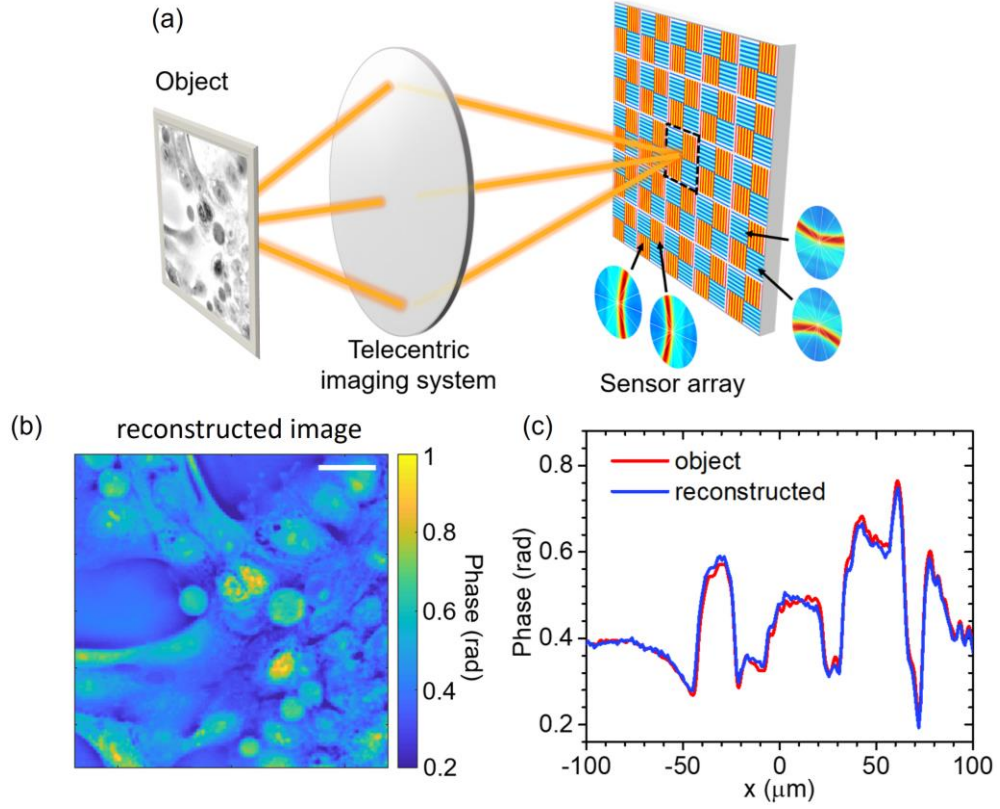 (a)
Object
Telecentric
imaging system
Sensor array
(b)
reconstructed image
1
0.8
0.6
0.4
0.2
Phase (rad)
(c)
object
reconstructed
Phase (rad)
0.8
0.6
0.4
0.2
-100
-50
0
50
100
x (μm)